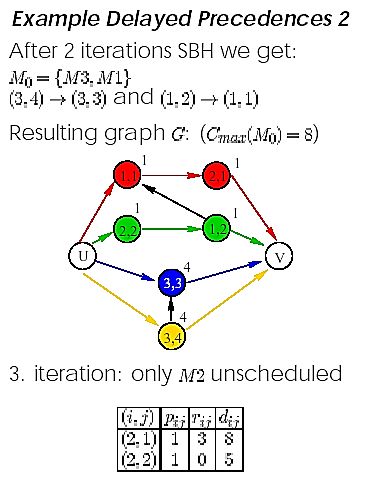 Example Delayed Precedences 2
After 2 iterations SBH we get:
M₀ = {M3, M1}
(3,4) → (3,3) and (1,2) → (1,1)
Resulting graph G: (Cmax(M₀) = 8)
1 1
1,1 2,1
1 1
2,2 1,2
U V
4
3,3
4
3,4
3. iteration: only M2 unscheduled
(i,j) pij rij dij
(2,1) 1 3 8
(2,2) 1 0 5